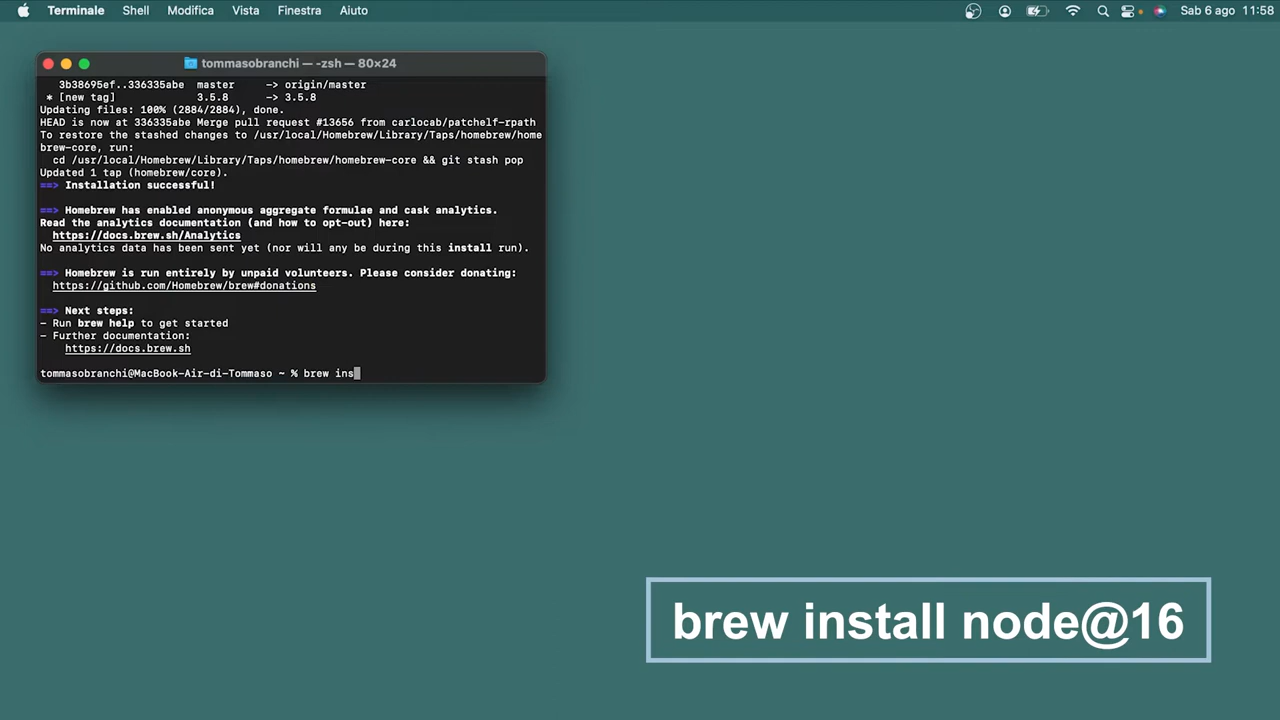 Terminale Shell Modifica Vista Finestra Aiuto Sab 6 ago 11:58
tommasobranchi — -zsh — 80×24
3b38695ef..336335abe master -> origin/master
* [new tag] 3.5.8 -> 3.5.8
Updating files: 100% (2884/2884), done.
HEAD is now at 336335abe Merge pull request #13656 from carlocab/patchelf-rpath
To restore the stashed changes to /usr/local/Homebrew/Library/Taps/homebrew/home
brew-core, run:
cd /usr/local/Homebrew/Library/Taps/homebrew/homebrew-core && git stash pop
Updated 1 tap (homebrew/core).
==> Installation successful!
==> Homebrew has enabled anonymous aggregate formulae and cask analytics.
Read the analytics documentation (and how to opt-out) here:
https://docs.brew.sh/Analytics
No analytics data has been sent yet (nor will any be during this install run).
==> Homebrew is run entirely by unpaid volunteers. Please consider donating:
https://github.com/Homebrew/brew#donations
==> Next steps:
- Run brew help to get started
- Further documentation:
https://docs.brew.sh
tommasobranchi@MacBook-Air-di-Tommaso ~ % brew ins
brew install node@16